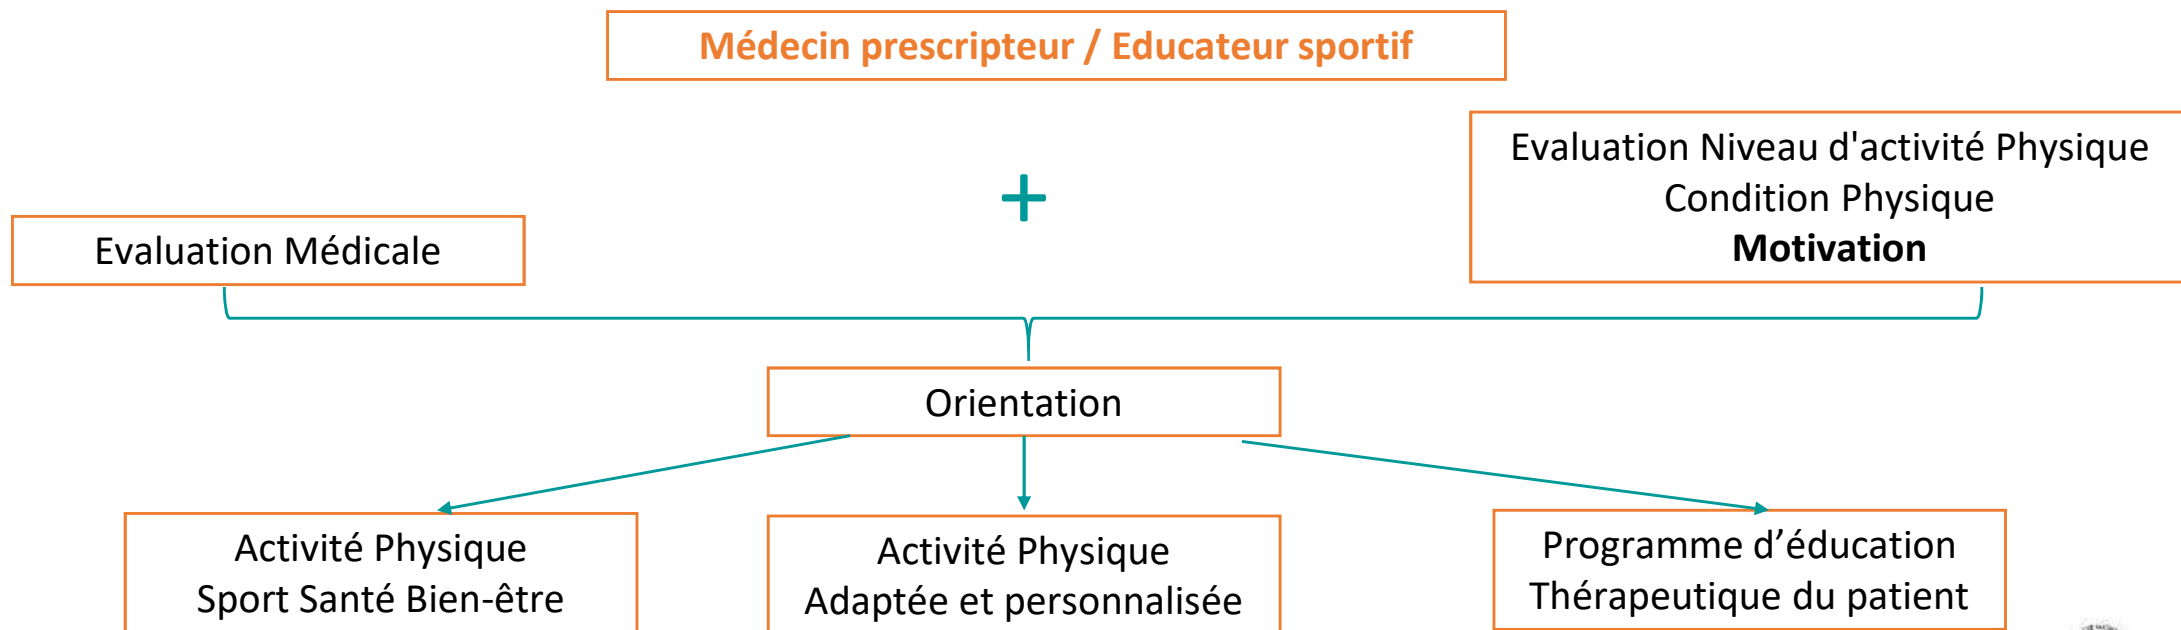 Médecin prescripteur / Educateur sportif
+
Evaluation Niveau d'activité Physique
Condition Physique
Motivation
Evaluation Médicale
Orientation
Activité Physique
Sport Santé Bien-être
Activité Physique
Adaptée et personnalisée
Programme d’éducation
Thérapeutique du patient